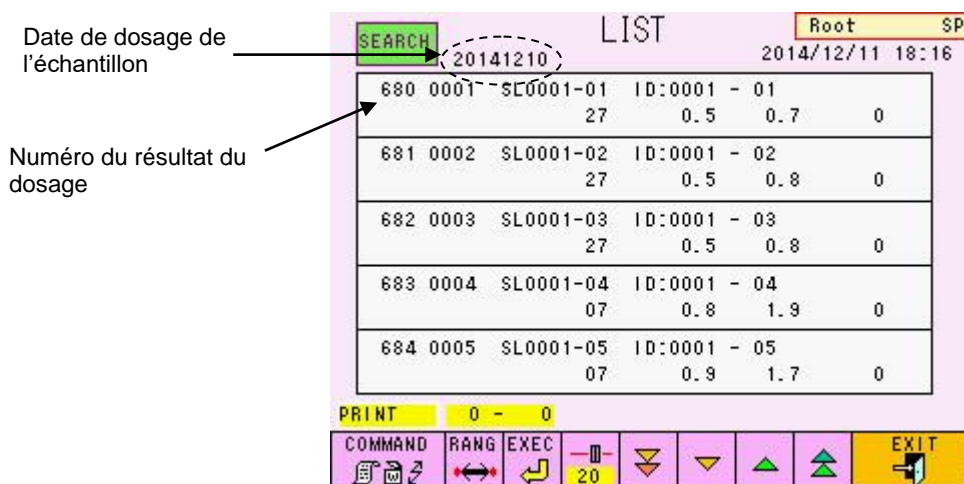 Date de dosage de
l'échantillon
Numéro du résultat du
dosage
SEARCH
LIST
Root SP
20141210
2014/12/11 18:16
680 0001 SL0001-01 ID:0001 - 01
27 0.5 0.7 0
681 0002 SL0001-02 ID:0001 - 02
27 0.5 0.8 0
682 0003 SL0001-03 ID:0001 - 03
27 0.5 0.8 0
683 0004 SL0001-04 ID:0001 - 04
07 0.8 1.9 0
684 0005 SL0001-05 ID:0001 - 05
07 0.9 1.7 0
PRINT 0 - 0
COMMAND RANG EXEC EXIT
20